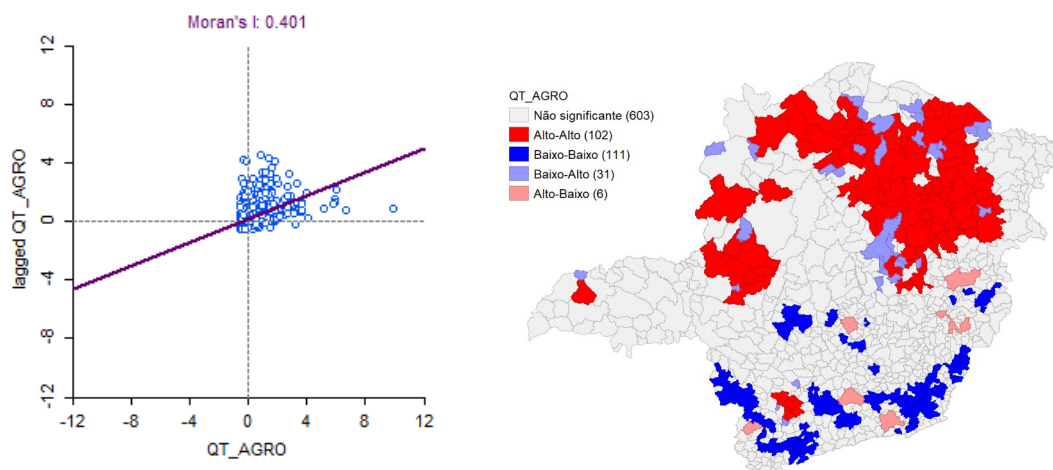 Moran's I: 0.401
12
8
4
0
-4
-8
-12
lagged QT_AGRO
-12
-8
-4
0
4
8
12
QT_AGRO
QT_AGRO
Não significante (603)
Alto-Alto (102)
Baixo-Baixo (111)
Baixo-Alto (31)
Alto-Baixo (6)